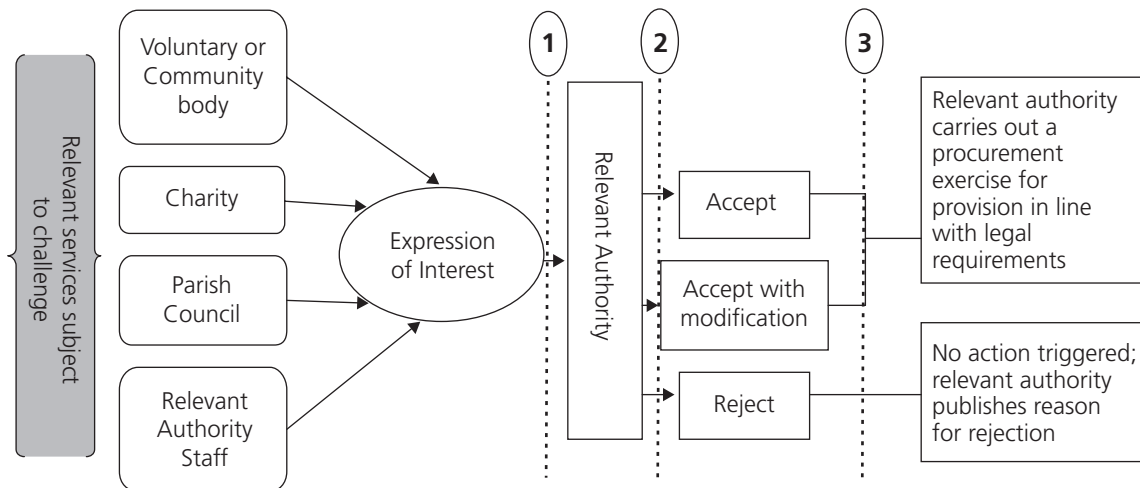 Relevant services subject
to challenge
Voluntary or
Community
body
Charity
Parish
Council
Relevant
Authority
Staff
Expression
of Interest
1
Relevant Authority
2
Accept
Accept with
modification
Reject
3
Relevant authority
carries out a
procurement
exercise for
provision in line
with legal
requirements
No action triggered;
relevant authority
publishes reason
for rejection